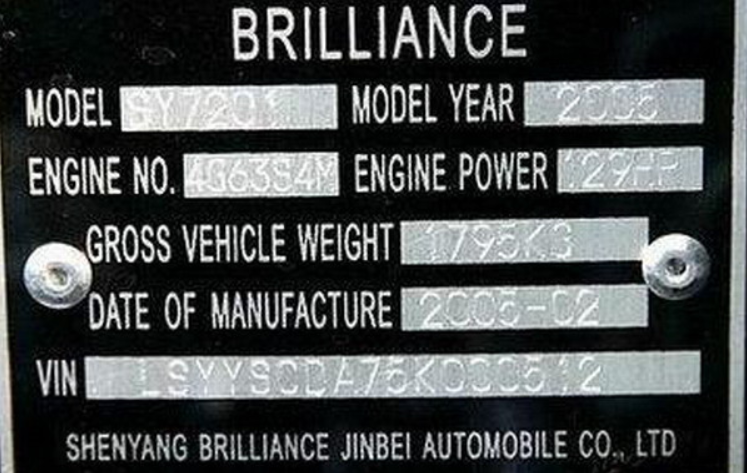 BRILLIANCE
MODEL SY7201 MODEL YEAR 2005
ENGINE NO. 4G63S4M ENGINE POWER 129HP
GROSS VEHICLE WEIGHT 1795KG
DATE OF MANUFACTURE 2005-02
VIN
SHENYANG BRILLIANCE JINBEI AUTOMOBILE CO., LTD